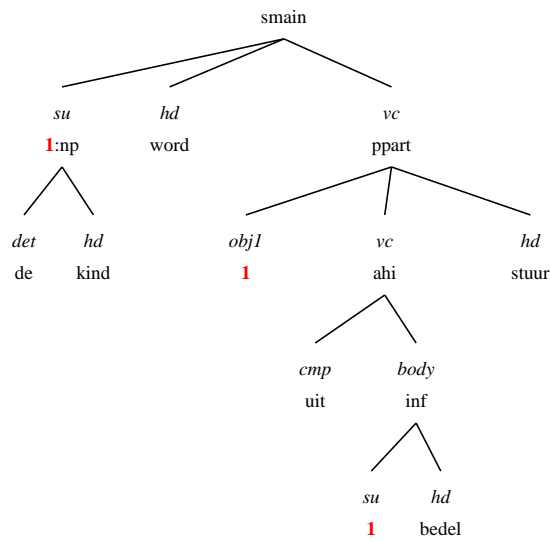 smain
su hd vc
1:np word ppart
det hd obj1 vc hd
de kind 1 ahi stuur
cmp body
uit inf
su hd
1 bedel